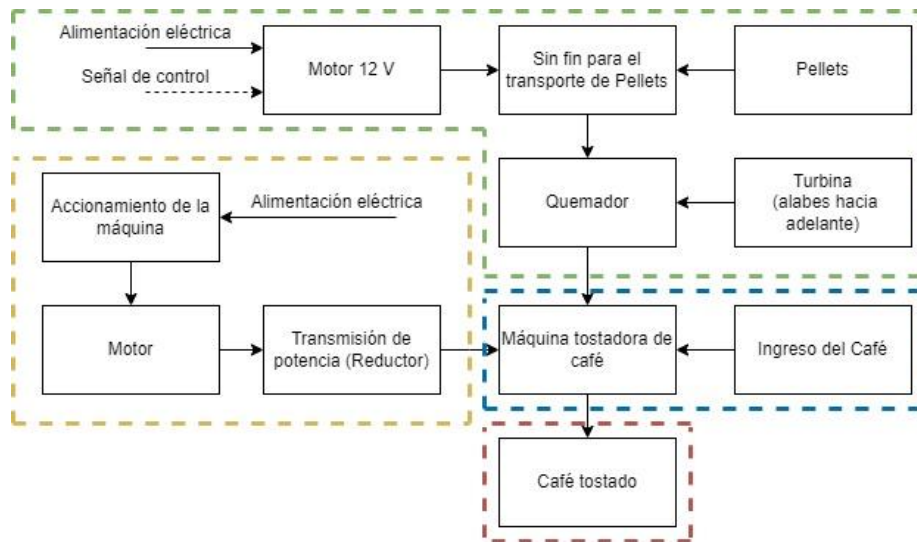 Alimentación eléctrica
Señal de control
Motor 12 V
Sin fin para el
transporte de Pellets
Pellets
Accionamiento de la
máquina
Alimentación eléctrica
Quemador
Turbina
(alabes hacia
adelante)
Motor
Transmisión de
potencia (Reductor)
Máquina tostadora de
café
Ingreso del Café
Café tostado